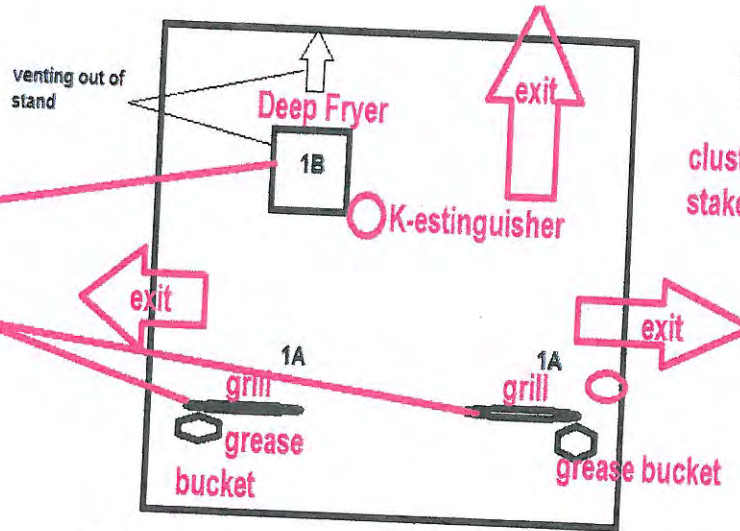 venting out of
stand
exit
Deep Fryer
1B
K-estinguisher
exit
exit
1A
1A
grill
grill
grease
bucket
grease bucket